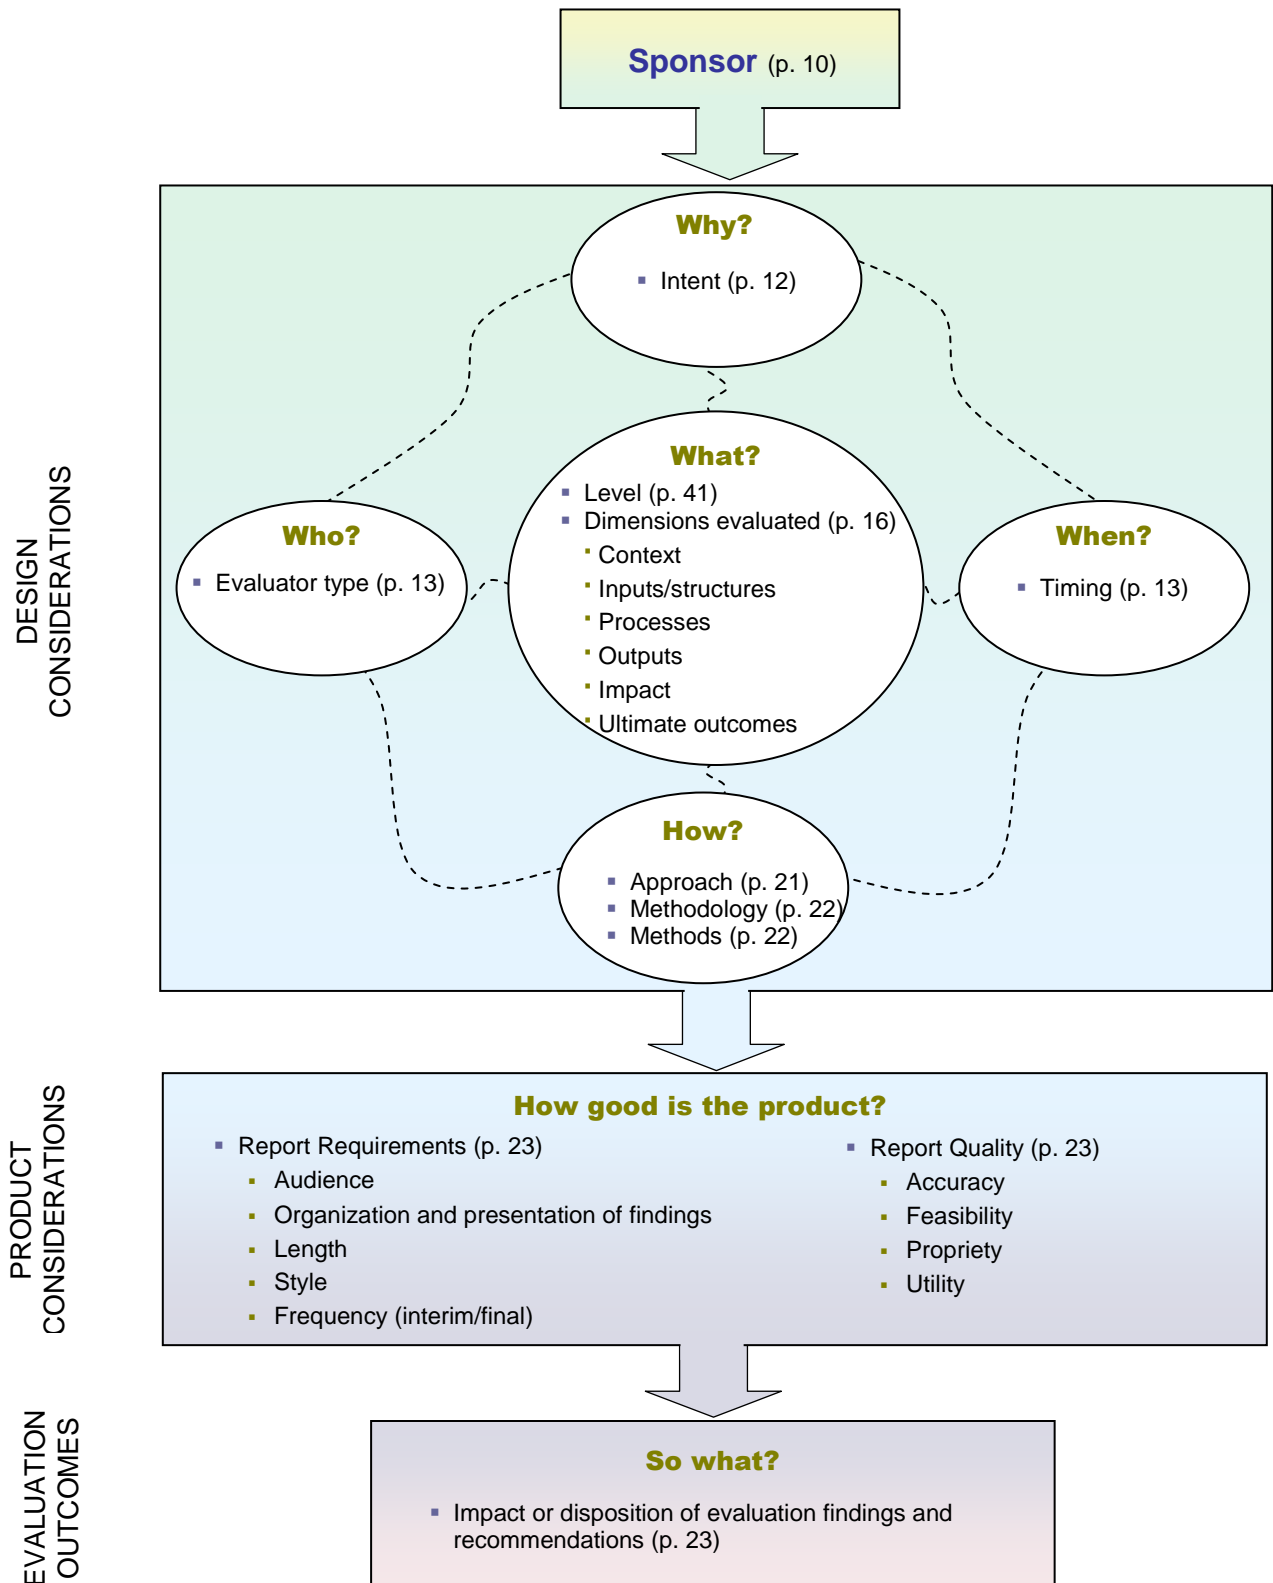 Sponsor (p. 10)
DESIGN
CONSIDERATIONS
Why?
▪ Intent (p. 12)
What?
▪ Level (p. 41)
▪ Dimensions evaluated (p. 16)
▪ Context
▪ Inputs/structures
▪ Processes
▪ Outputs
▪ Impact
▪ Ultimate outcomes
Who?
▪ Evaluator type (p. 13)
When?
▪ Timing (p. 13)
How?
▪ Approach (p. 21)
▪ Methodology (p. 22)
▪ Methods (p. 22)
PRODUCT
CONSIDERATIONS
How good is the product?
▪ Report Requirements (p. 23)
▪ Audience
▪ Organization and presentation of findings
▪ Length
▪ Style
▪ Frequency (interim/final)
▪ Report Quality (p. 23)
▪ Accuracy
▪ Feasibility
▪ Propriety
▪ Utility
EVALUATION
OUTCOMES
So what?
▪ Impact or disposition of evaluation findings and
recommendations (p. 23)